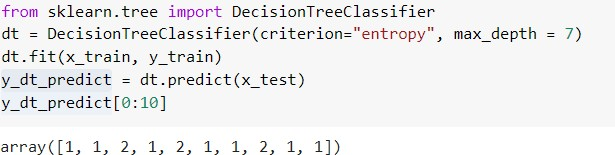 from sklearn.tree import DecisionTreeClassifier
dt = DecisionTreeClassifier(criterion="entropy", max_depth = 7)
dt.fit(x_train, y_train)
y_dt_predict = dt.predict(x_test)
y_dt_predict[0:10]
array([1, 1, 2, 1, 2, 1, 1, 2, 1, 1])